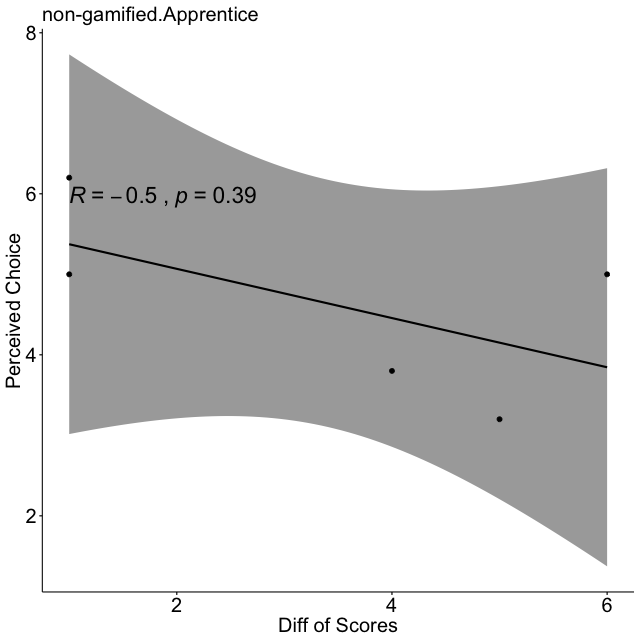 non-gamified.Apprentice
8
6
R = −0.5 , p = 0.39
4
2
Perceived Choice
2 4 6
Diff of Scores